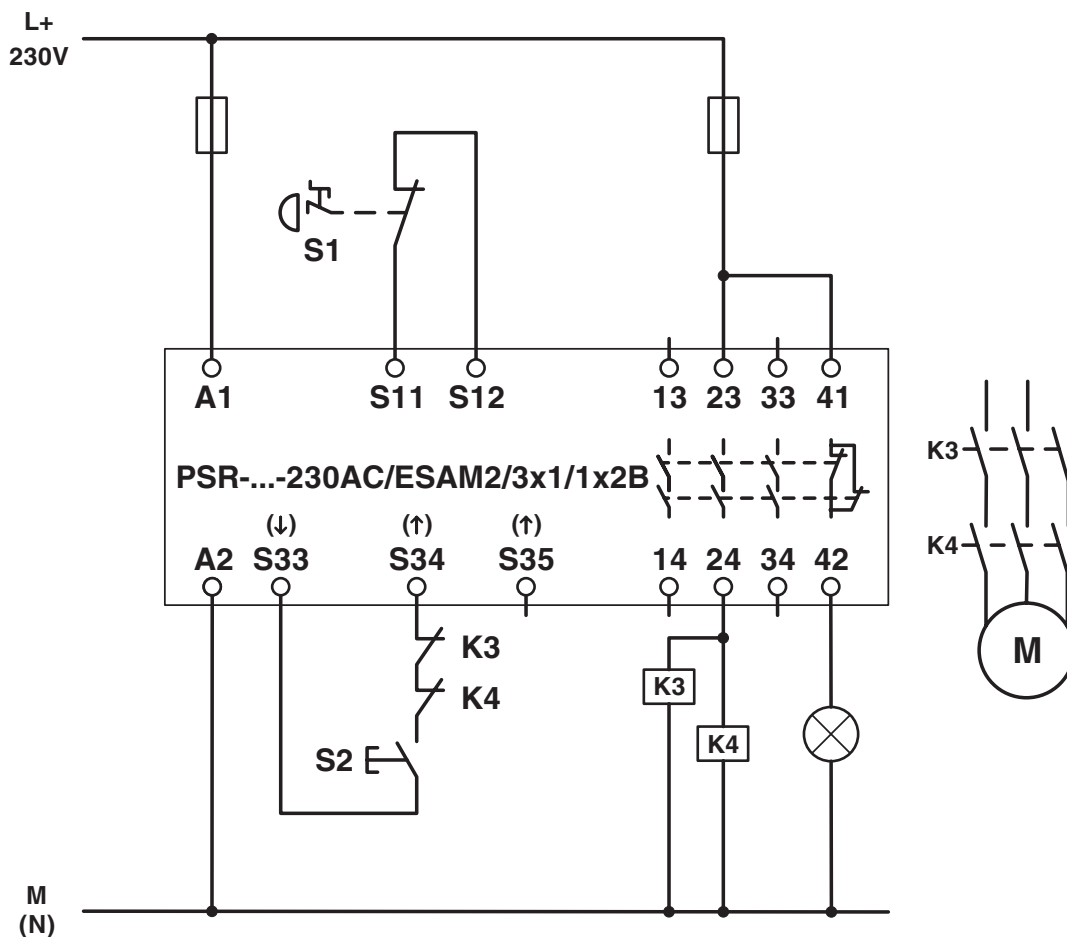 L+
230V
S1
A1 S11 S12 13 23 33 41
K3
PSR-...-230AC/ESAM2/3x1/1x2B
(↓) (↑) (↑)
K4
A2 S33 S34 S35 14 24 34 42
K3
M
K3
K4
K4
S2
M
(N)